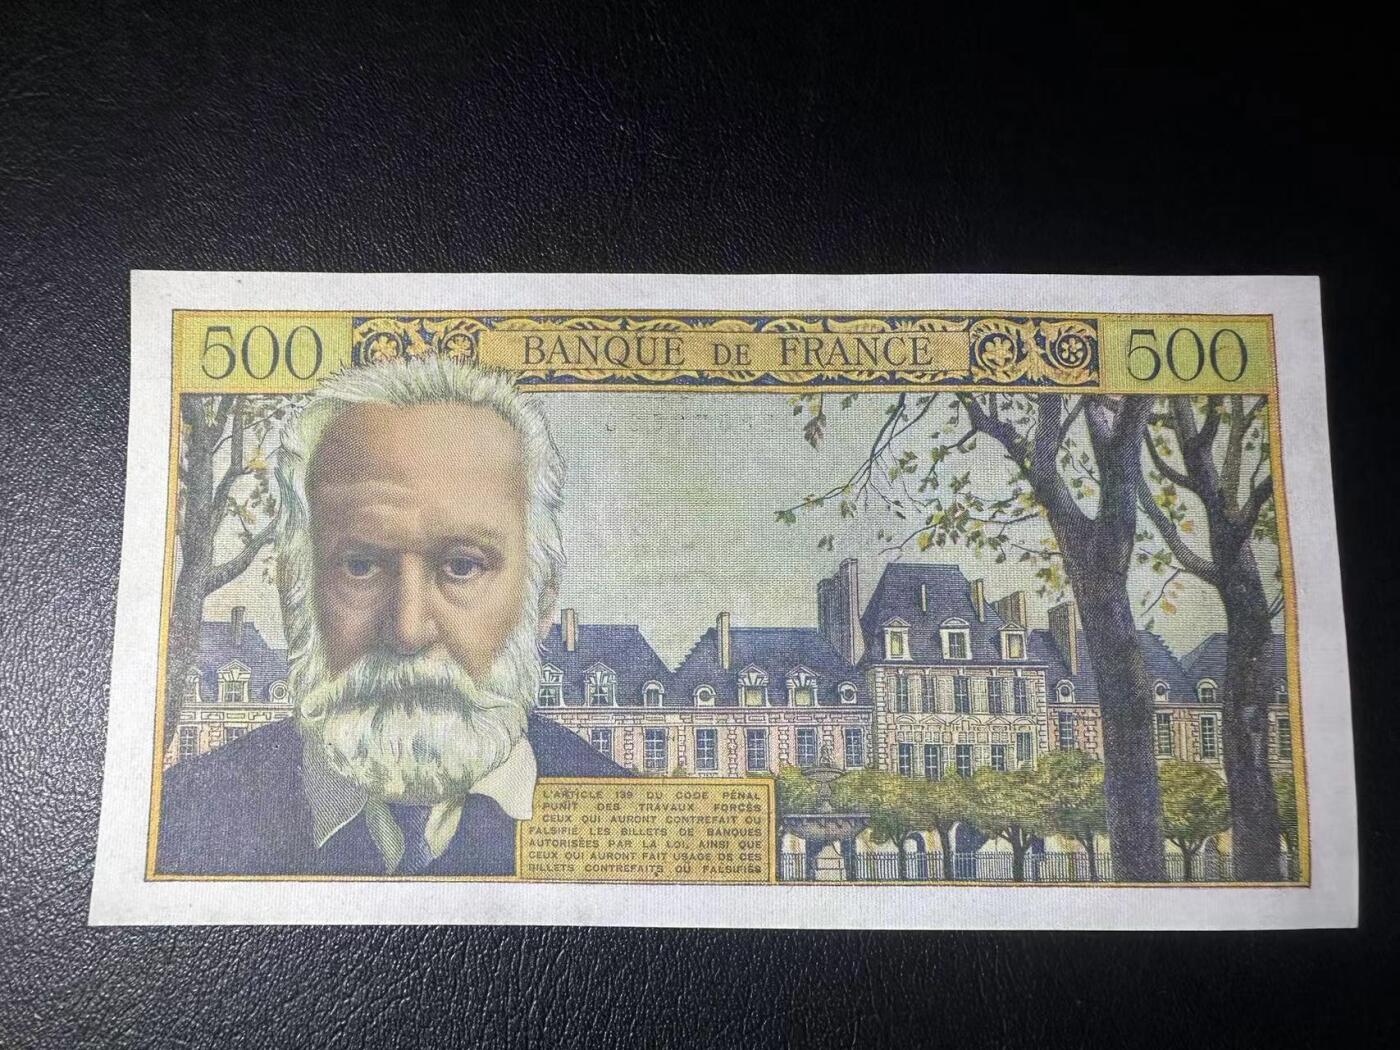 500 BANQUE DE FRANCE 500
L'ARTICLE 139 DU CODE PÉNAL
PUNIT DES TRAVAUX FORCÉS
CEUX QUI AURONT CONTREFAIT OU
FALSIFIÉ LES BILLETS DE BANQUES
AUTORISÉES PAR LA LOI, AINSI QUE
CEUX QUI AURONT FAIT USAGE DE CES
BILLETS CONTREFAITS OU FALSIFIÉS